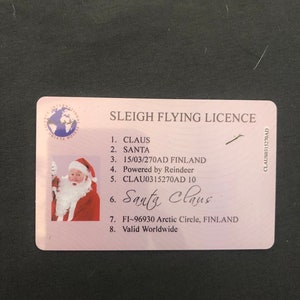 SLEIGH FLYING LICENCE
1. CLAUS
2. SANTA
3. 15/03/270AD FINLAND
4. Powered by Reindeer
5. CLAU0315270AD 10
6. Santa Claus
7. FI~96930 Arctic Circle, FINLAND
8. Valid Worldwide
CLAUS0315270AD